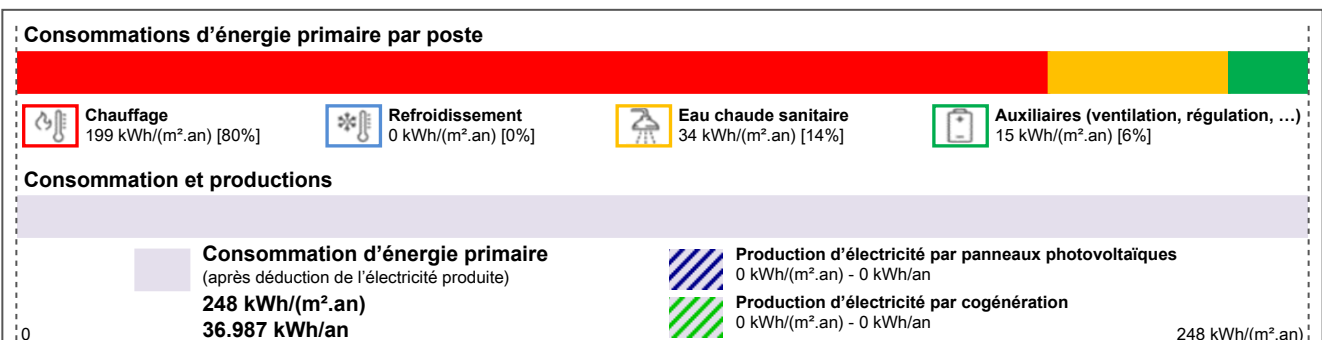 Consommations d’énergie primaire par poste
Chauffage
199 kWh/(m².an) [80%]
Refroidissement
0 kWh/(m².an) [0%]
Eau chaude sanitaire
34 kWh/(m².an) [14%]
Auxiliaires (ventilation, régulation, …)
15 kWh/(m².an) [6%]
Consommation et productions
Consommation d’énergie primaire
(après déduction de l’électricité produite)
248 kWh/(m².an)
36.987 kWh/an
Production d’électricité par panneaux photovoltaïques
0 kWh/(m².an) - 0 kWh/an
Production d’électricité par cogénération
0 kWh/(m².an) - 0 kWh/an
0
248 kWh/(m².an)